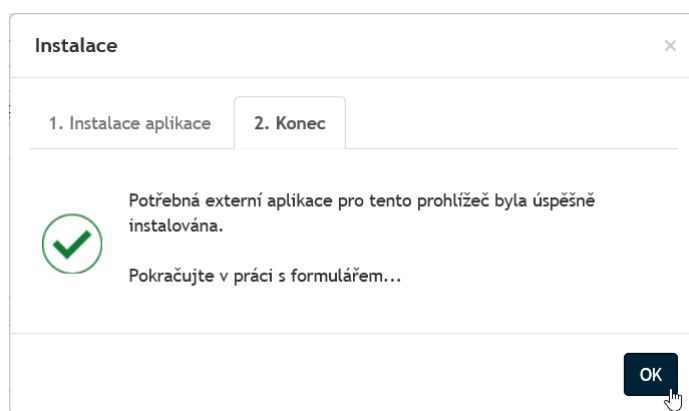 Instalace
×
1. Instalace aplikace
2. Konec
Potřebná externí aplikace pro tento prohlížeč byla úspěšně
instalována.
Pokračujte v práci s formulářem...
OK